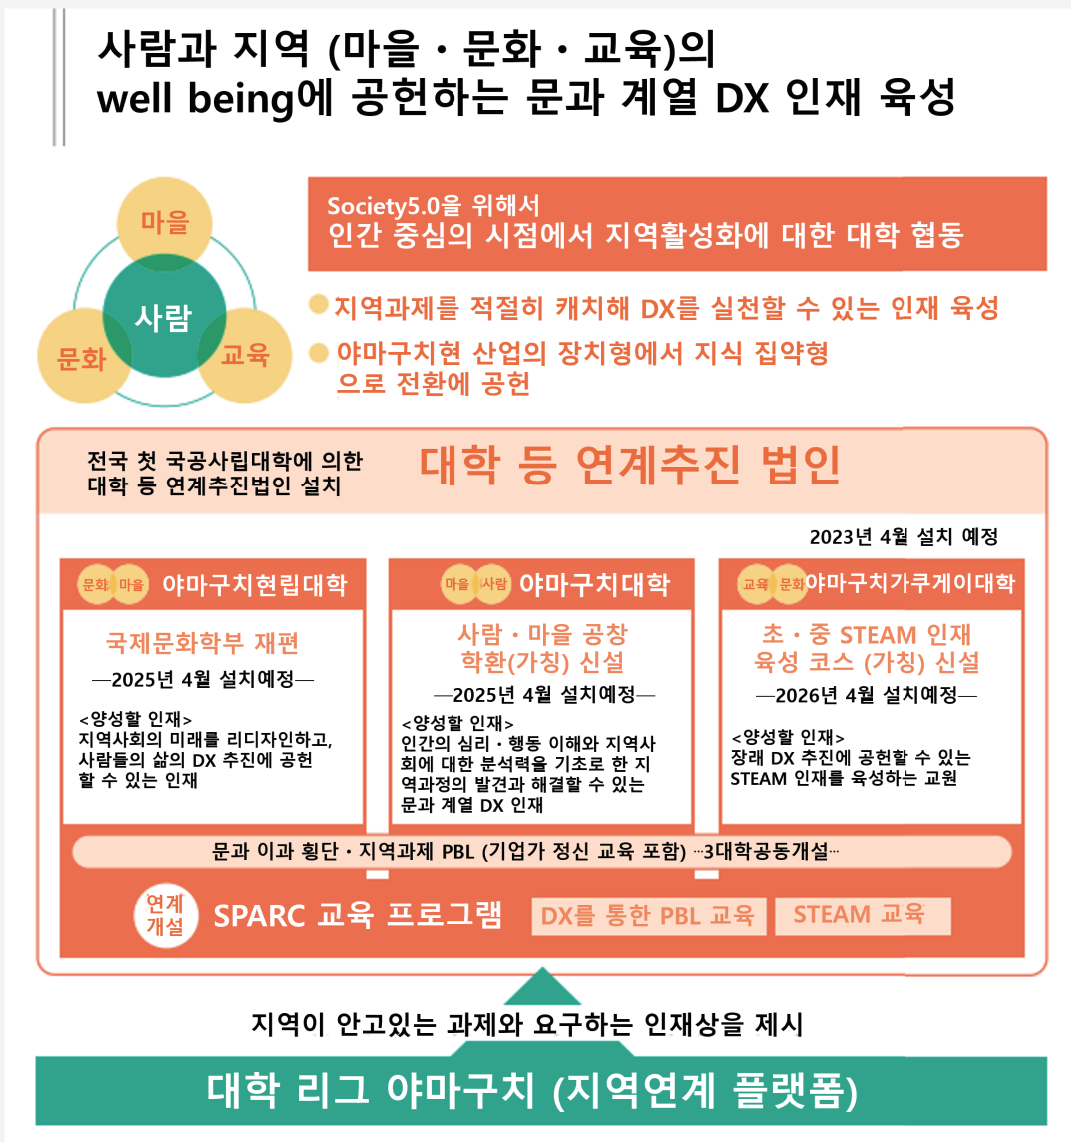 사람과 지역 (마을・문화・교육)의
well being에 공헌하는 문과 계열 DX 인재 육성
마을
사람
문화
교육
Society5.0을 위해서
인간 중심의 시점에서 지역활성화에 대한 대학 협동
지역과제를 적절히 캐치해 DX를 실천할 수 있는 인재 육성
야마구치현 산업의 장치형에서 지식 집약형
으로 전환에 공헌
전국 첫 국공사립대학에 의한
대학 등 연계추진법인 설치
대학 등 연계추진 법인
2023년 4월 설치 예정
문화 마을 야마구치현립대학
국제문화학부 재편
—2025년 4월 설치예정—
<양성할 인재>
지역사회의 미래를 리디자인하고,
사람들의 삶의 DX 추진에 공헌
할 수 있는 인재
마을 사람 야마구치대학
사람・마을 공창
학환(가칭) 신설
—2025년 4월 설치예정—
<양성할 인재>
인간의 심리・행동 이해와 지역사
회에 대한 분석력을 기초로 한 지
역과정의 발견과 해결할 수 있는
문과 계열 DX 인재
교육 문화 야마구치가쿠게이대학
초・중 STEAM 인재
육성 코스 (가칭) 신설
—2026년 4월 설치예정—
<양성할 인재>
장래 DX 추진에 공헌할 수 있는
STEAM 인재를 육성하는 교원
문과 이과 횡단・지역과제 PBL (기업가 정신 교육 포함) …3대학공동개설…
연계
개설
SPARC 교육 프로그램
DX를 통한 PBL 교육
STEAM 교육
지역이 안고있는 과제와 요구하는 인재상을 제시
대학 리그 야마구치 (지역연계 플랫폼)